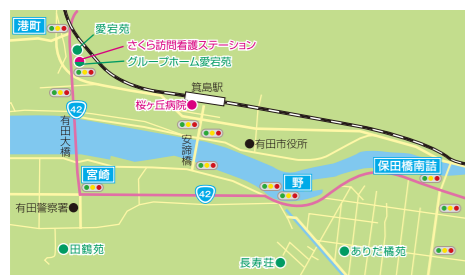 港町
愛宕苑
さくら訪問看護ステーション
グループホーム愛宕苑
箕島駅
桜ヶ丘病院
42
有田大橋
安諦橋
有田市役所
保田橋南詰
宮崎
野
42
有田警察署
田鶴苑
長寿荘
ありだ橘苑